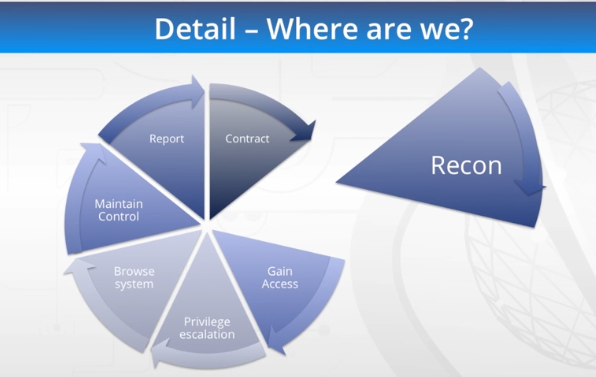 Detail – Where are we?
Report
Contract
Recon
Maintain
Control
Gain
Access
Browse
system
Privilege
escalation